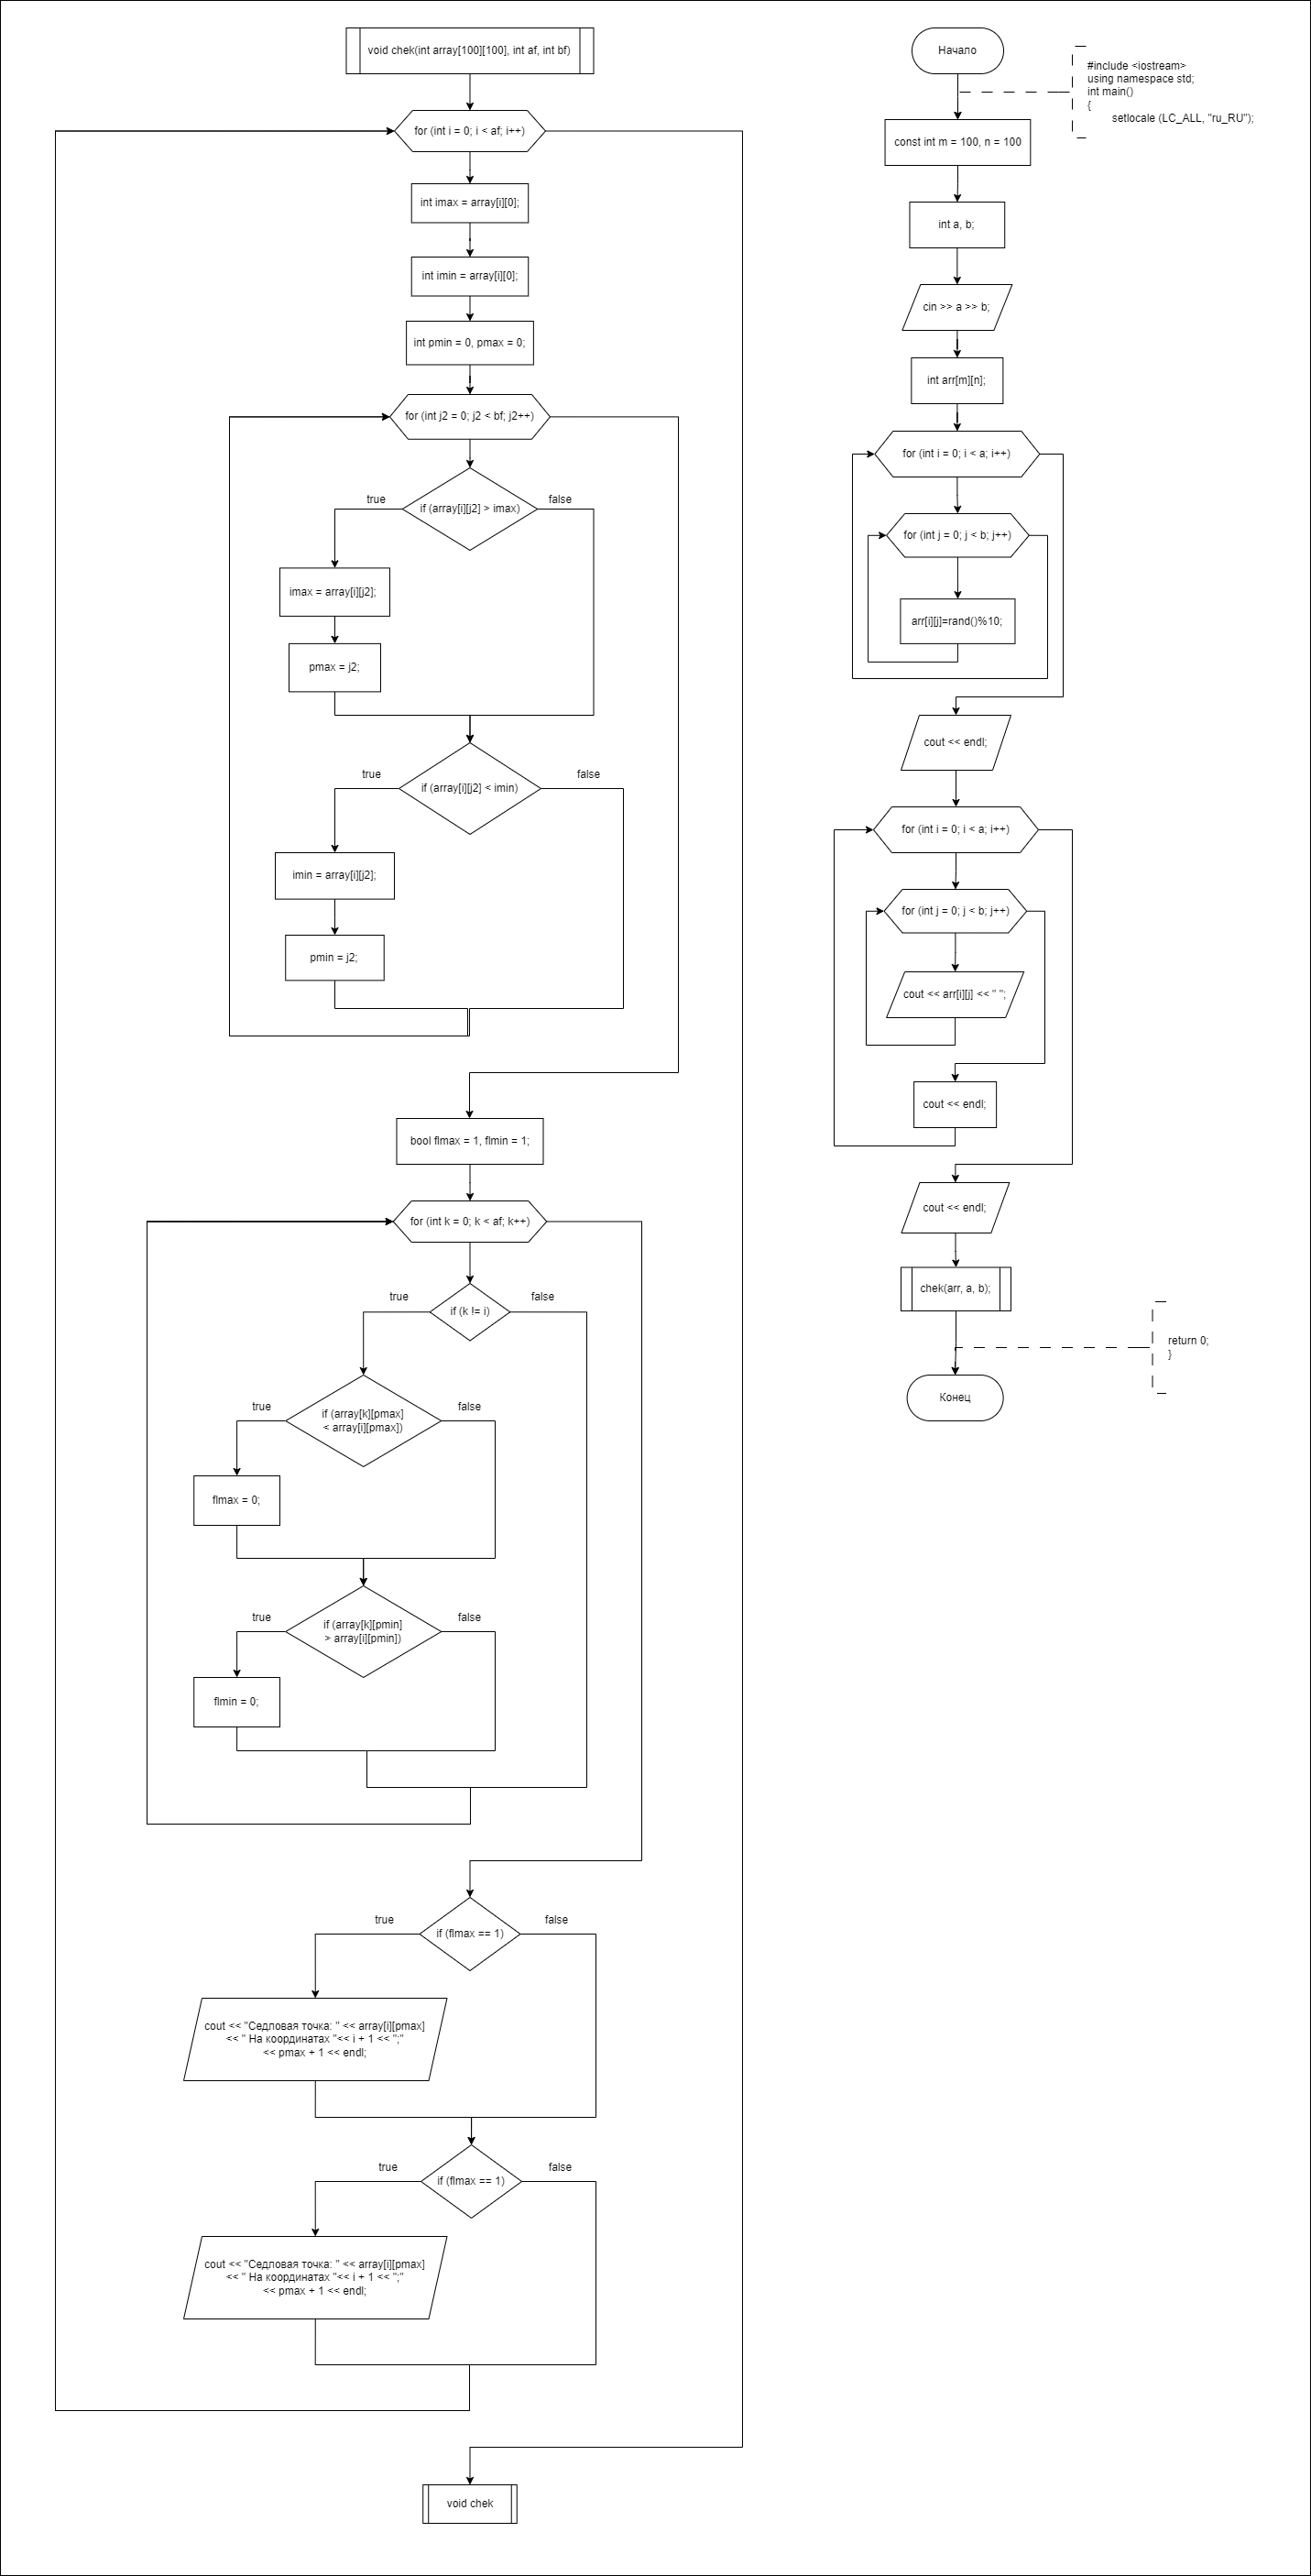 void chek(int array[100][100], int af, int bf)
for (int i = 0; i < af; i++)
int imax = array[i][0];
int imin = array[i][0];
int pmin = 0, pmax = 0;
for (int j2 = 0; j2 < bf; j2++)
true
false
if (array[i][j2] > imax)
imax = array[i][j2];
pmax = j2;
true
false
if (array[i][j2] < imin)
imin = array[i][j2];
pmin = j2;
bool flmax = 1, flmin = 1;
for (int k = 0; k < af; k++)
true
false
if (k != i)
true
false
if (array[k][pmax]
< array[i][pmax])
flmax = 0;
true
false
if (array[k][pmin]
> array[i][pmin])
flmin = 0;
true
false
if (flmax == 1)
cout << "Седловая точка: " << array[i][pmax]
<< " На координатах "<< i + 1 << ";"
<< pmax + 1 << endl;
true
false
if (flmax == 1)
cout << "Седловая точка: " << array[i][pmax]
<< " На координатах "<< i + 1 << ";"
<< pmax + 1 << endl;
void chek
Начало
#include <iostream>
using namespace std;
int main()
{
setlocale (LC_ALL, "ru_RU");
const int m = 100, n = 100
int a, b;
cin >> a >> b;
int arr[m][n];
for (int i = 0; i < a; i++)
for (int j = 0; j < b; j++)
arr[i][j]=rand()%10;
cout << endl;
for (int i = 0; i < a; i++)
for (int j = 0; j < b; j++)
cout << arr[i][j] << " ";
cout << endl;
cout << endl;
chek(arr, a, b);
return 0;
}
Конец